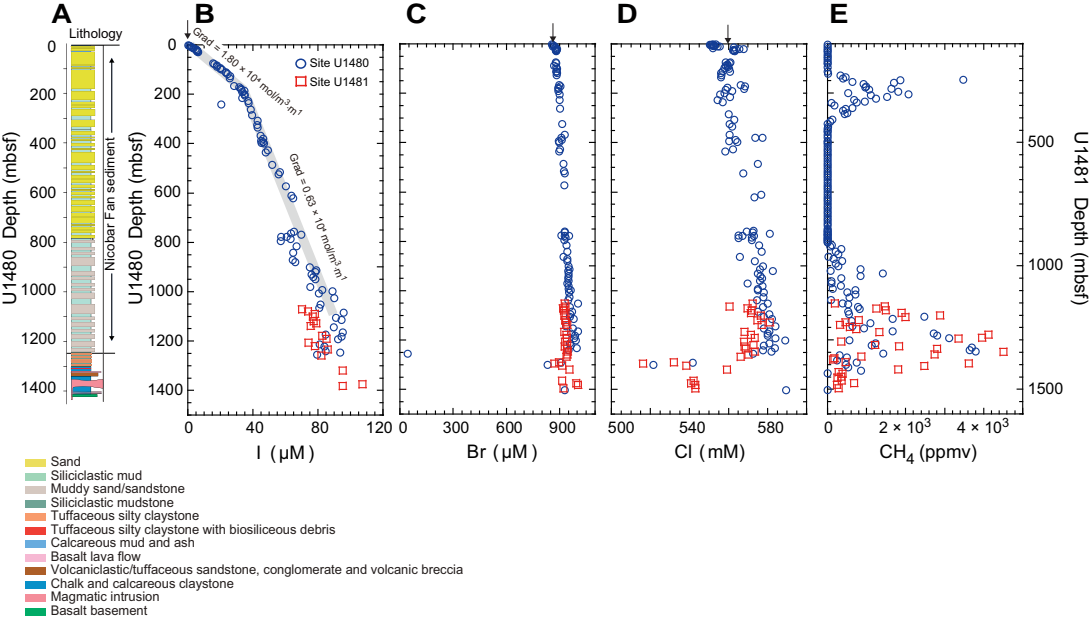 A
B
C
D
E
Lithology
U1480 Depth (mbsf)
0
200
400
600
800
1000
1200
1400
Nicobar Fan sediment
U1480 Depth (mbsf)
0
200
400
600
800
1000
1200
1400
Grad = 1.80 × 10⁴ mol/m³·m¹
Grad = 0.63 × 10⁴ mol/m³·m¹
Site U1480
Site U1481
0 40 80 120
I (µM)
0 300 600 900
Br (µM)
500 540 580
Cl (mM)
0 2 × 10³ 4 × 10³
CH₄ (ppmv)
500
1000
1500
U1481 Depth (mbsf)
Sand
Siliciclastic mud
Muddy sand/sandstone
Siliciclastic mudstone
Tuffaceous silty claystone
Tuffaceous silty claystone with biosiliceous debris
Calcareous mud and ash
Basalt lava flow
Volcaniclastic/tuffaceous sandstone, conglomerate and volcanic breccia
Chalk and calcareous claystone
Magmatic intrusion
Basalt basement